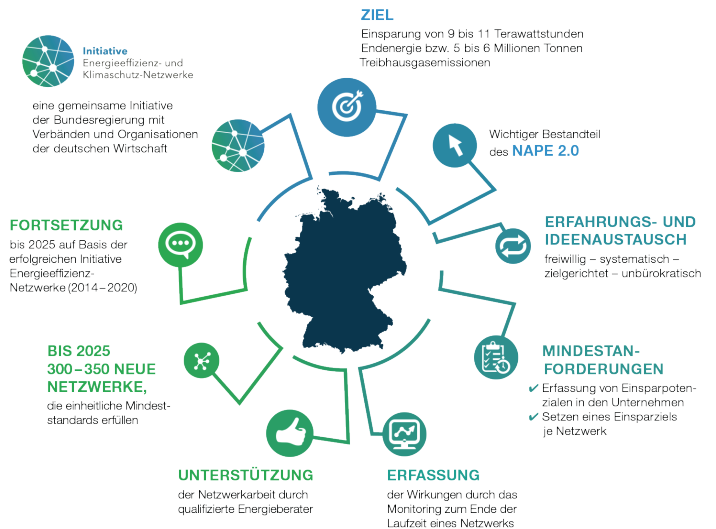 Initiative
Energieeffizienz- und
Klimaschutz-Netzwerke
eine gemeinsame Initiative
der Bundesregierung mit
Verbänden und Organisationen
der deutschen Wirtschaft
ZIEL
Einsparung von 9 bis 11 Terawattstunden
Endenergie bzw. 5 bis 6 Millionen Tonnen
Treibhausgasemissionen
Wichtiger Bestandteil
des NAPE 2.0
ERFAHRUNGS- UND
IDEENAUSTAUSCH
freiwillig – systematisch –
zielgerichtet – unbürokratisch
MINDESTAN-
FORDERUNGEN
✔ Erfassung von Einsparpoten-
zialen in den Unternehmen
✔ Setzen eines Einsparziels
je Netzwerk
ERFASSUNG
der Wirkungen durch das
Monitoring zum Ende der
Laufzeit eines Netzwerks
UNTERSTÜTZUNG
der Netzwerkarbeit durch
qualifizierte Energieberater
BIS 2025
300–350 NEUE
NETZWERKE,
die einheitliche Mindest-
standards erfüllen
FORTSETZUNG
bis 2025 auf Basis der
erfolgreichen Initiative
Energieeffizienz-
Netzwerke (2014–2020)